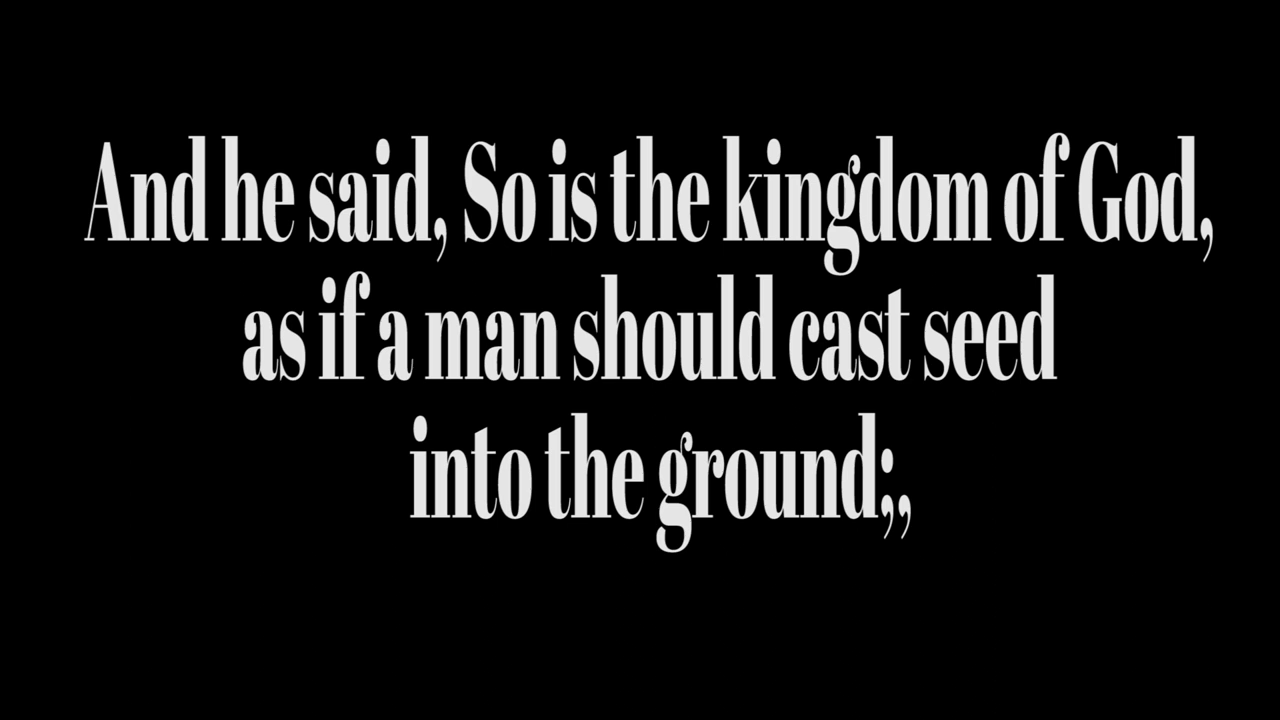 And he said, So is the kingdom of God,
as if a man should cast seed
into the ground;,